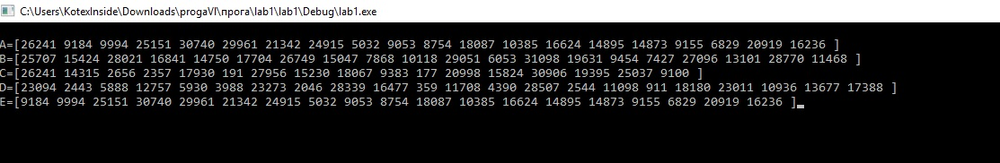 C:\Users\KotexInside\Downloads\progaVI\прога\lab1\lab1\Debug\lab1.exe
A=[26241 9184 9994 25151 30740 29961 21342 24915 5032 9053 8754 18087 10385 16624 14895 14873 9155 6829 20919 16236 ]
B=[25707 15424 28021 16841 14750 17704 26749 15047 7868 10118 29051 6053 31098 19631 9454 7427 27096 13101 28770 11468 ]
C=[26241 14315 2656 2357 17930 191 27956 15230 18067 9383 177 20998 15824 30906 19395 25037 9100 ]
D=[23094 2443 5888 12757 5930 3988 23273 2046 28339 16477 359 11708 4390 28507 2544 11098 911 18180 23011 10936 13677 17388 ]
E=[9184 9994 25151 30740 29961 21342 24915 5032 9053 8754 18087 10385 16624 14895 14873 9155 6829 20919 16236 ]